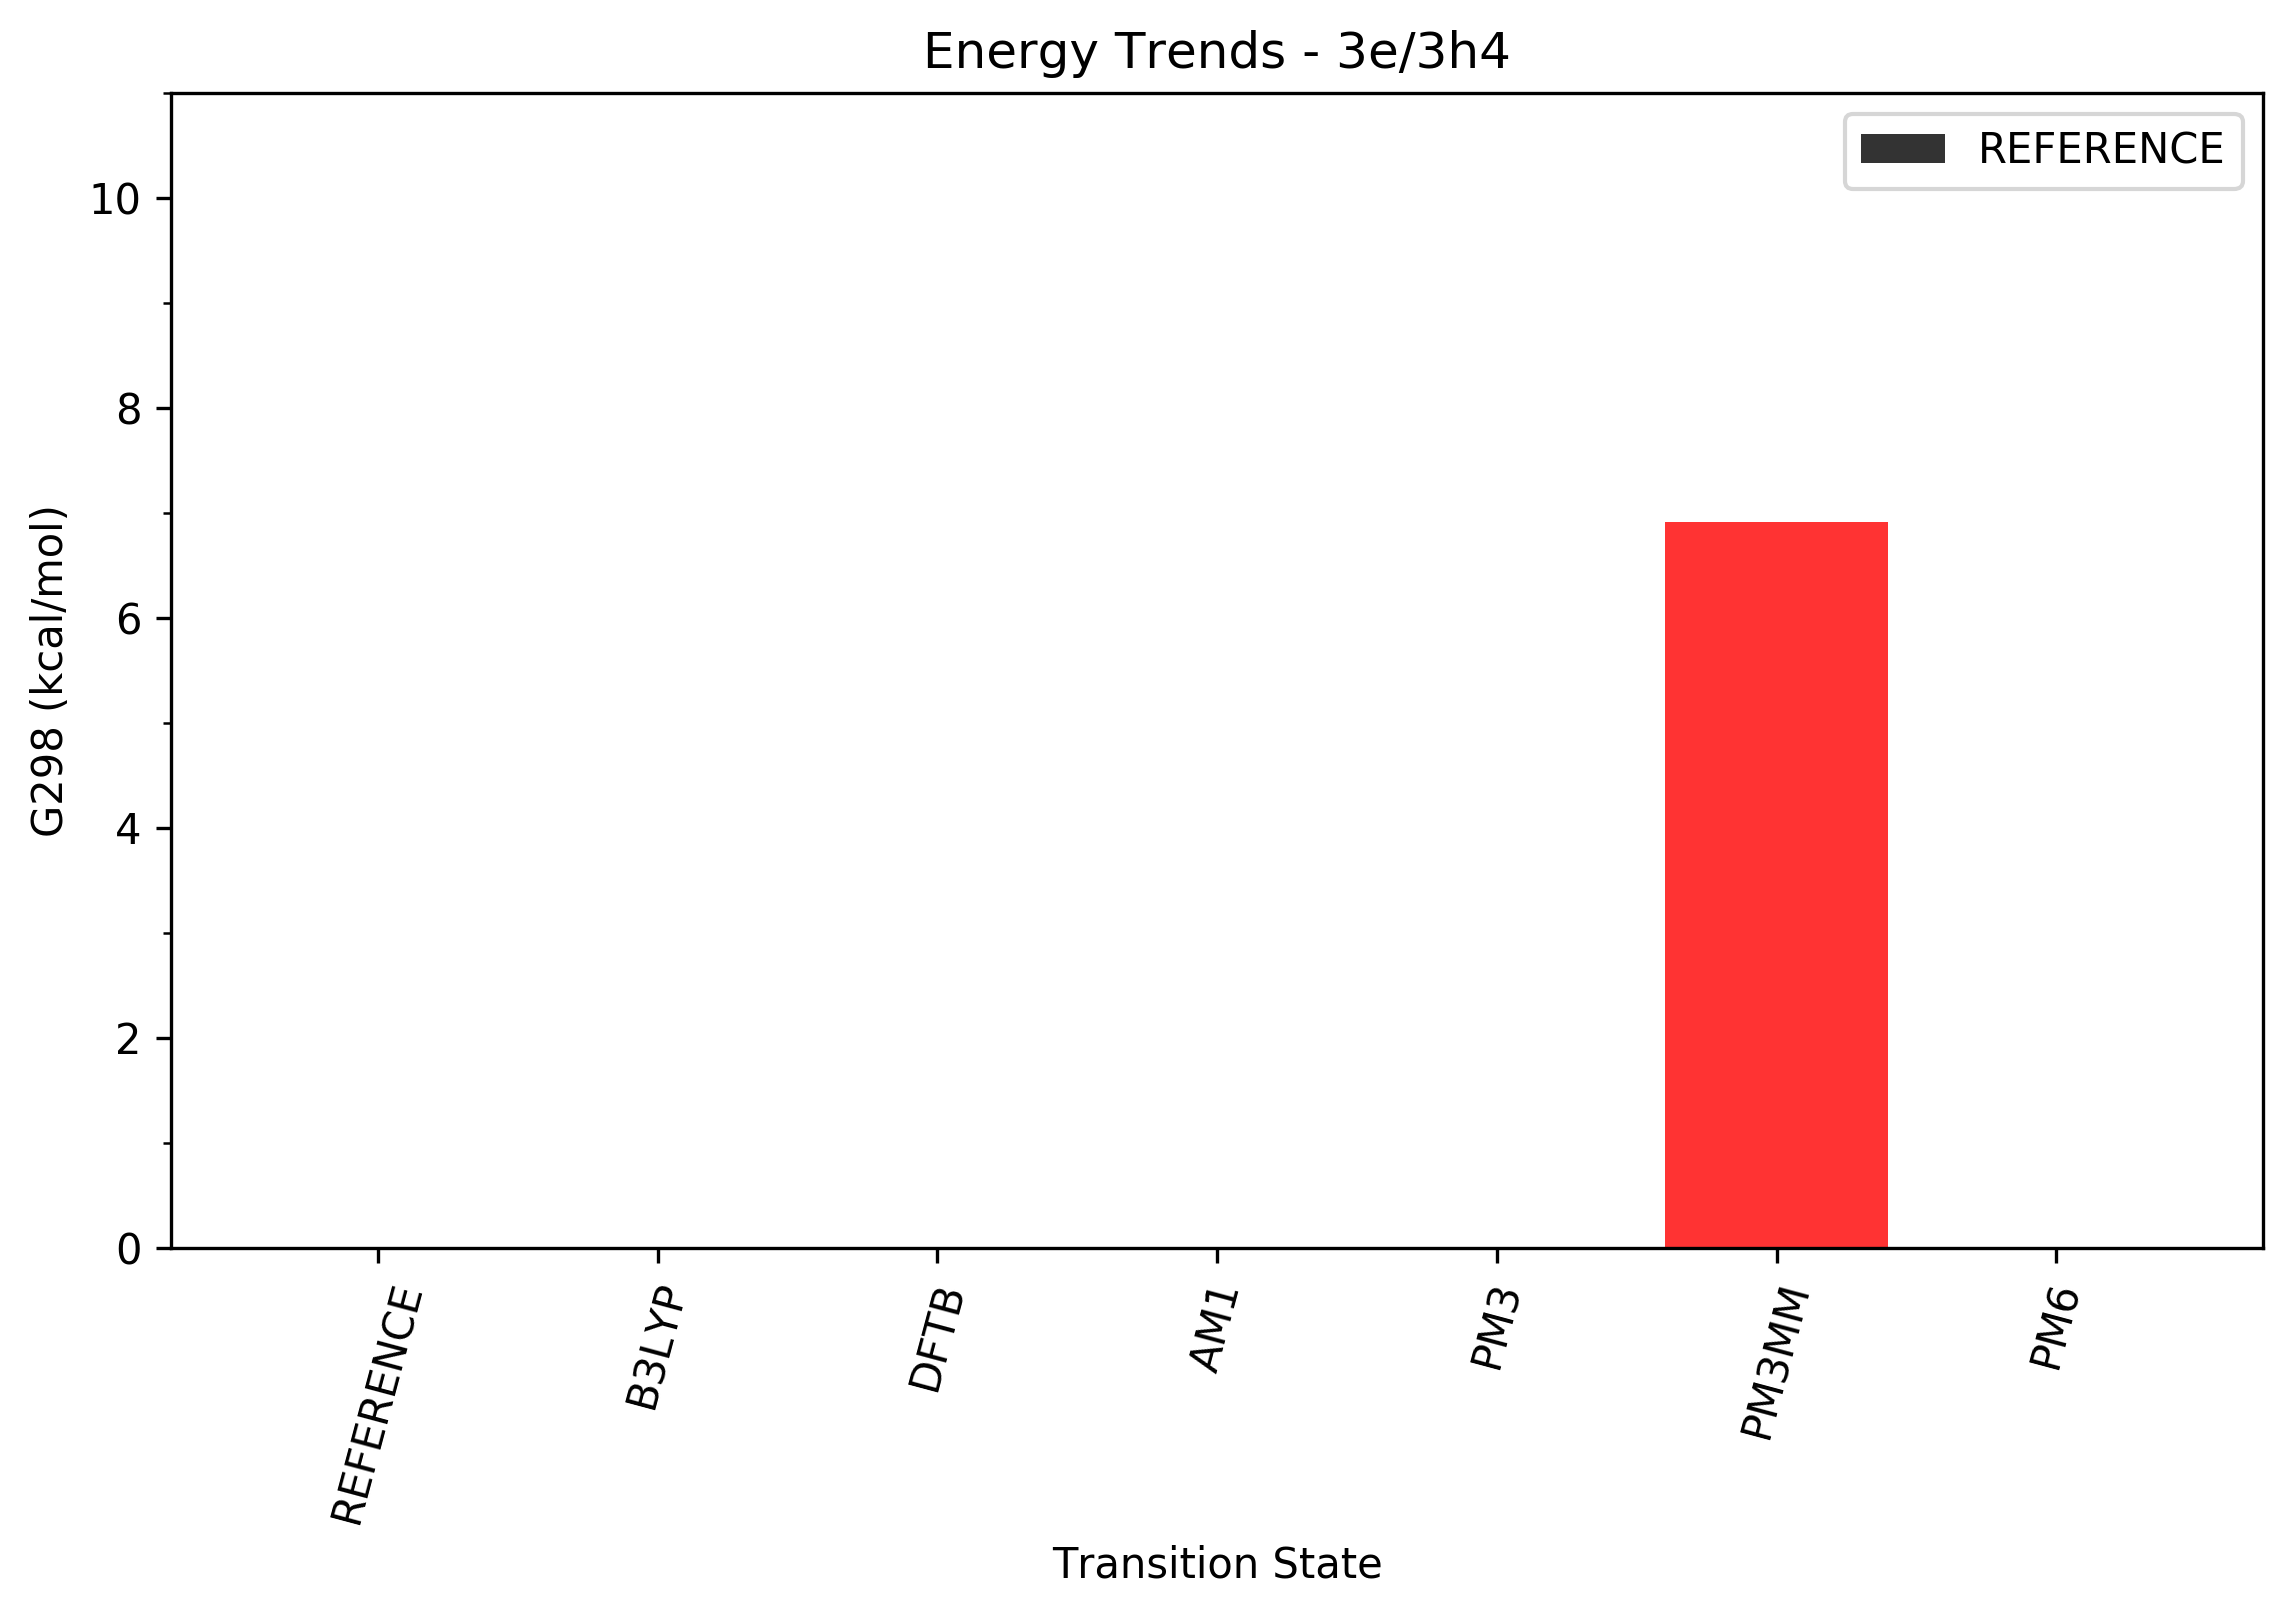 Energy Trends - 3e/3h4
REFERENCE
10
8
6
4
2
0
G298 (kcal/mol)
REFERENCE
B3LYP
DFTB
AM1
PM3
PM3MM
PM6
Transition State